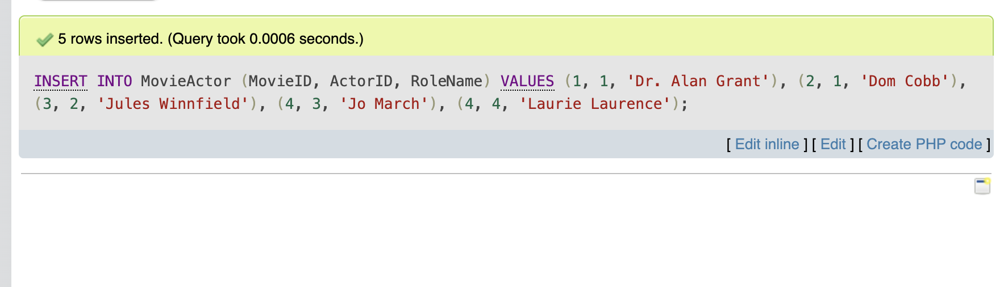 5 rows inserted. (Query took 0.0006 seconds.)
INSERT INTO MovieActor (MovieID, ActorID, RoleName) VALUES (1, 1, 'Dr. Alan Grant'), (2, 1, 'Dom Cobb'),
(3, 2, 'Jules Winnfield'), (4, 3, 'Jo March'), (4, 4, 'Laurie Laurence');
[ Edit inline ] [ Edit ] [ Create PHP code ]